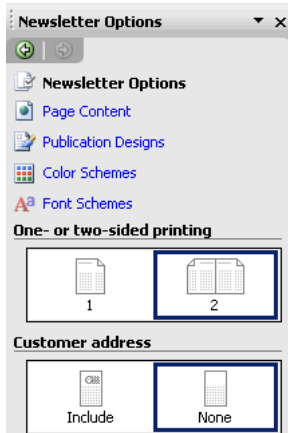 Newsletter Options
Newsletter Options
Page Content
Publication Designs
Color Schemes
Font Schemes
One- or two-sided printing
1 2
Customer address
Include None